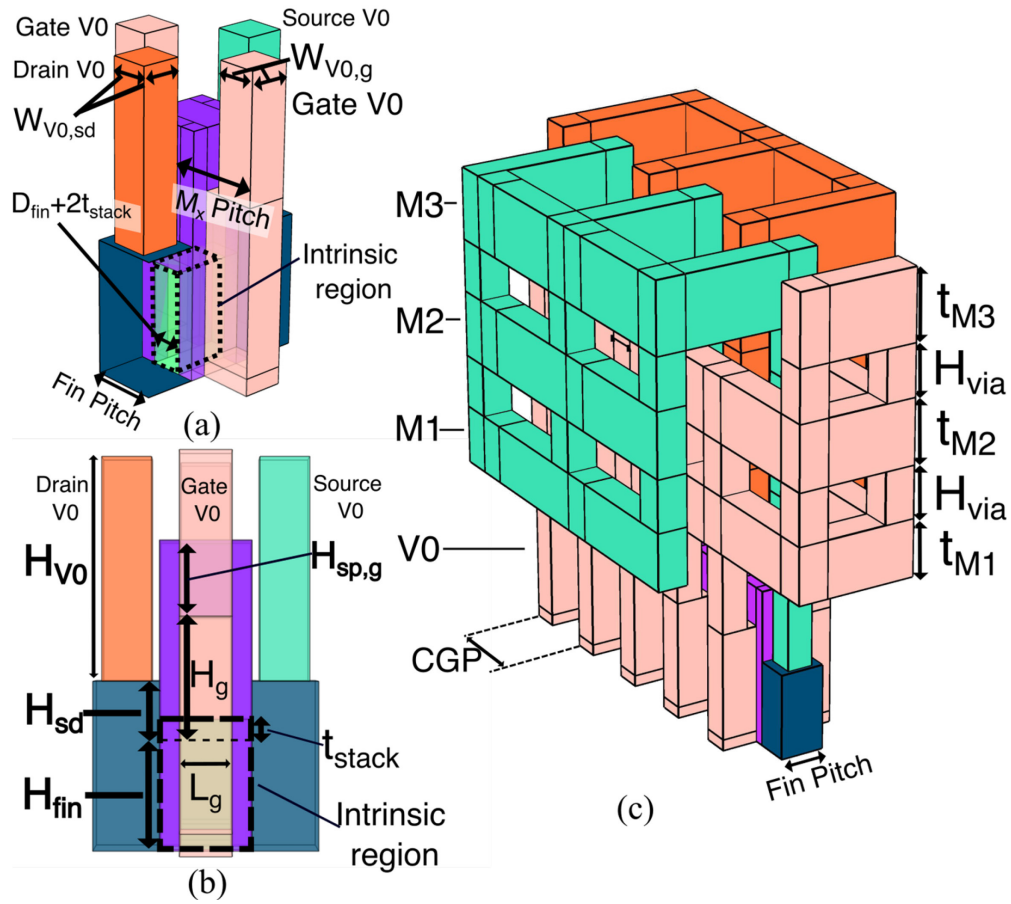 Gate V0
Drain V0
W_V0,sd
Source V0
W_V0,g
Gate V0
D_fin+2t_stack
M_x Pitch
Intrinsic
region
Fin Pitch
(a)
Drain
V0
Gate
V0
Source
V0
H_V0
H_sp,g
H_g
H_sd
t_stack
H_fin
L_g
Intrinsic
region
(b)
M3
M2
M1
V0
CGP
t_M3
H_via
t_M2
H_via
t_M1
Fin Pitch
(c)